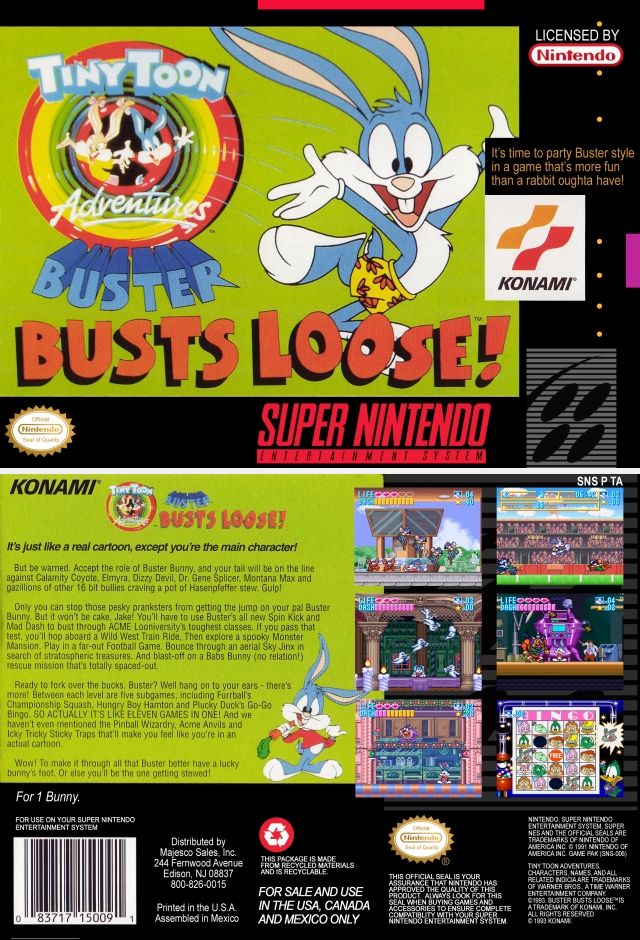 LICENSED BY
Nintendo
TINY TOON
Adventures
™
BUSTER
BUSTS LOOSE!
™
It's time to party Buster style
in a game that's more fun
than a rabbit oughta have!
KONAMI®
Official
Nintendo
Seal of Quality
SUPER NINTENDO
ENTERTAINMENT SYSTEM
KONAMI®
TINY TOON
Adventures
BUSTER
BUSTS LOOSE!
SNS P TA
It's just like a real cartoon, except you're the main character!
But be warned. Accept the role of Buster Bunny, and your tail will be on the line
against Calamity Coyote, Elmyra, Dizzy Devil, Dr. Gene Splicer, Montana Max and
gazillions of other 16 bit bullies craving a pot of Hasenpfeffer stew. Gulp!
Only you can stop those pesky pranksters from getting the jump on your pal Buster
Bunny. But it won't be cake, Jake! You'll have to use Buster's all new Spin Kick and
Mad Dash to bust through ACME Looniversity's toughest classes. If you pass that
test, you'll hop aboard a Wild West Train Ride. Then explore a spooky Monster
Mansion. Play in a far-out Football Game. Bounce through an aerial Sky Jinx in
search of stratospheric treasures. And blast-off on a Babs Bunny (no relation!)
rescue mission that's totally spaced-out.
Ready to fork over the bucks, Buster? Well hang on to your ears - there's
more! Between each level are five subgames, including Furrball's
Championship Squash, Hungry Boy Hamton and Plucky Duck's Go-Go
Bingo. SO ACTUALLY IT'S LIKE ELEVEN GAMES IN ONE! And we
haven't even mentioned the Pinball Wizardry, Acme Anvils and
Icky Tricky Sticky Traps that'll make you feel like you're in an
actual cartoon.
Wow! To make it through all that Buster better have a lucky
bunny's foot. Or else you'll be the one getting stewed!
LIFE
DASH
LIFE
DASH
LIFE
DASH
LIFE
DASH
BINGO
FREE
For 1 Bunny.
FOR USE ON YOUR SUPER NINTENDO
ENTERTAINMENT SYSTEM
0 83717 15009 1
Distributed by
Majesco Sales, Inc.
244 Fernwood Avenue
Edison, NJ 08837
800-826-0015
Printed in the U.S.A.
Assembled in Mexico
THIS PACKAGE IS MADE
FROM RECYCLED MATERIALS
AND IS RECYCLABLE.
FOR SALE AND USE
IN THE USA, CANADA
AND MEXICO ONLY
Official
Nintendo
Seal of Quality
®
THIS OFFICIAL SEAL IS YOUR
ASSURANCE THAT NINTENDO HAS
APPROVED THE QUALITY OF THIS
PRODUCT. ALWAYS LOOK FOR THIS
SEAL WHEN BUYING GAMES AND
ACCESSORIES TO ENSURE COMPLETE
COMPATIBILITY WITH YOUR SUPER
NINTENDO ENTERTAINMENT SYSTEM.
NINTENDO, SUPER NINTENDO
ENTERTAINMENT SYSTEM, SUPER
NES AND THE OFFICIAL SEALS ARE
TRADEMARKS OF NINTENDO OF
AMERICA INC. © 1991 NINTENDO OF
AMERICA INC. GAME PAK (SNS-006)
TINY TOON ADVENTURES,
CHARACTERS, NAMES, AND ALL
RELATED INDICIA ARE TRADEMARKS
OF WARNER BROS., A TIME WARNER
ENTERTAINMENT COMPANY
©1993. BUSTER BUSTS LOOSE™ IS
A TRADEMARK OF KONAMI, INC.
ALL RIGHTS RESERVED.
© 1993 KONAMI.